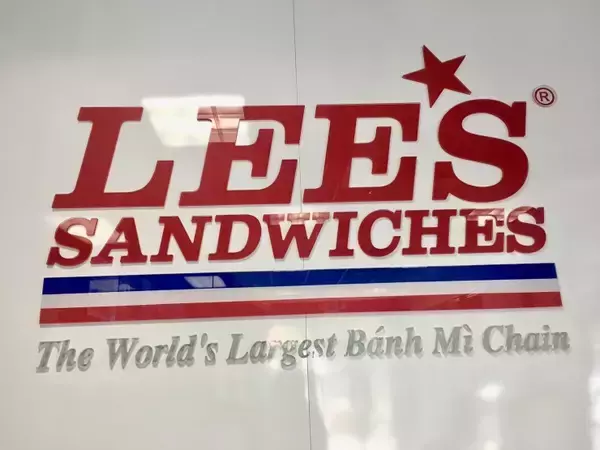 LEE'S ®
SANDWICHES
The World's Largest Bánh Mì Chain